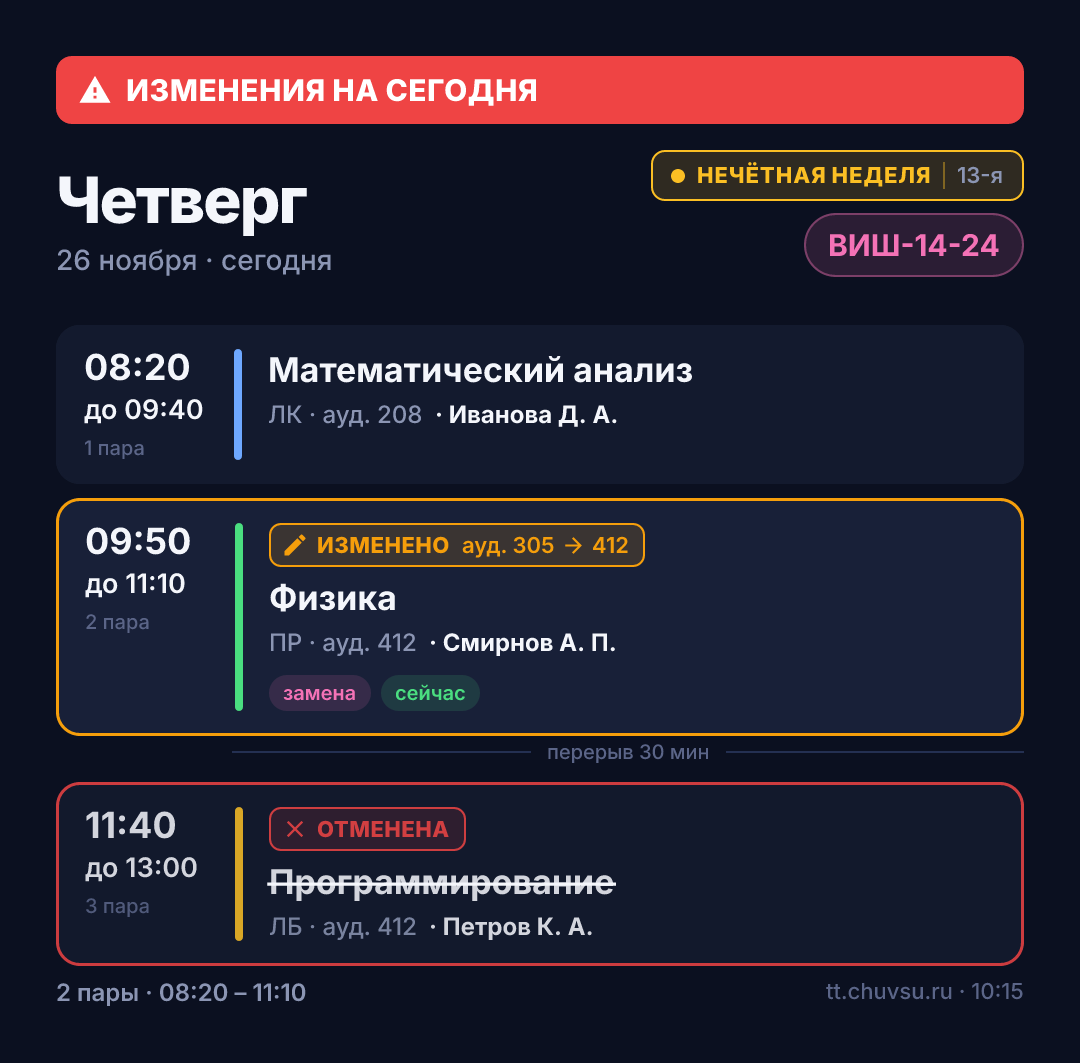 ИЗМЕНЕНИЯ НА СЕГОДНЯ
НЕЧЁТНАЯ НЕДЕЛЯ | 13-я
Четверг
ВИШ-14-24
26 ноября · сегодня
08:20
до 09:40
1 пара
Математический анализ
ЛК · ауд. 208 · Иванова Д. А.
09:50
до 11:10
2 пара
ИЗМЕНЕНО ауд. 305 → 412
Физика
ПР · ауд. 412 · Смирнов А. П.
замена сейчас
перерыв 30 мин
11:40
до 13:00
3 пара
ОТМЕНЕНА
Программирование
ЛБ · ауд. 412 · Петров К. А.
2 пары · 08:20 – 11:10
tt.chuvsu.ru · 10:15